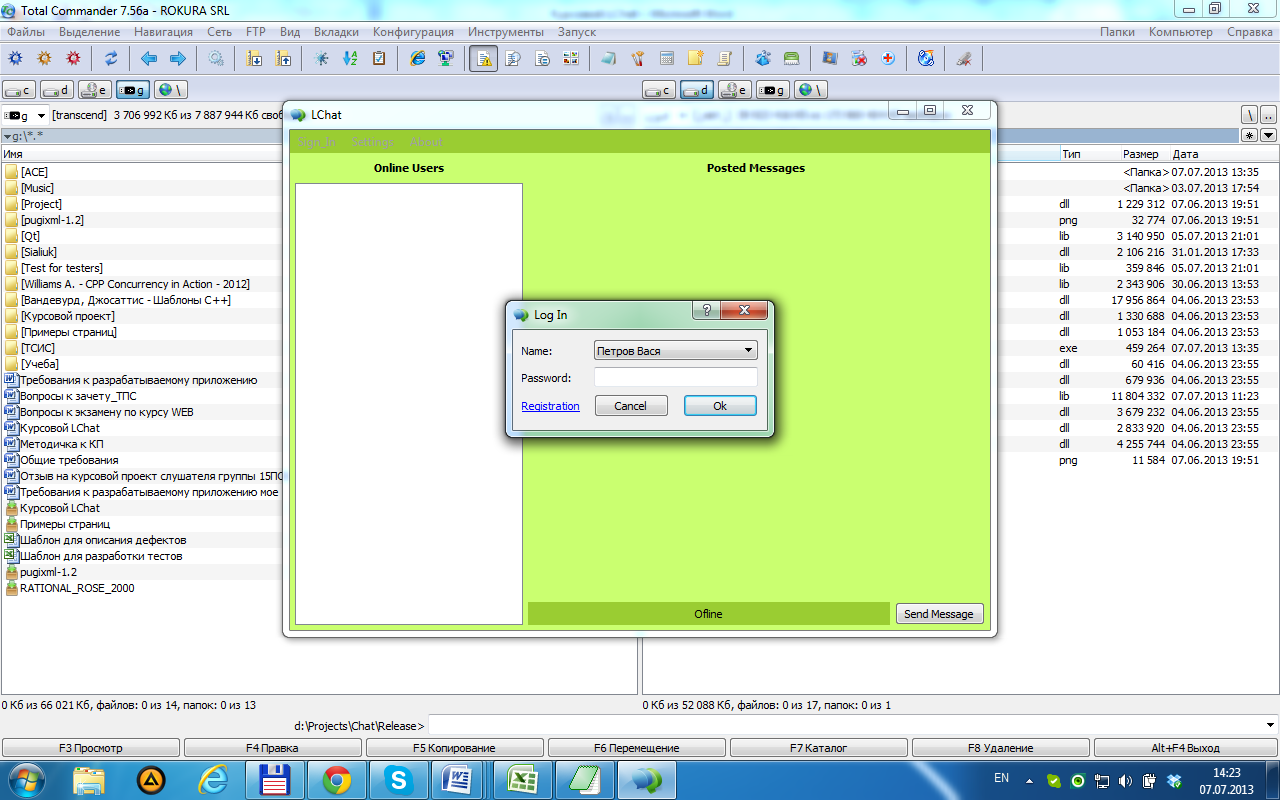 Total Commander 7.56a - ROKURA SRL
Файлы Выделение Навигация Сеть FTP Вид Вкладки Конфигурация Инструменты Запуск Папки Компьютер Справка
c d e g \ c d e g \
g [transcend] 3 706 992 Кб из 7 887 944 Кб своб \ ..
g:\*.* *
Имя Тип Размер Дата
[ACE] <Папка> 07.07.2013 13:35
[Music] <Папка> 03.07.2013 17:54
[Project] dll 1 229 312 07.06.2013 19:51
[pugixml-1.2] png 32 774 07.06.2013 19:51
[Qt] lib 3 140 950 05.07.2013 21:01
[Sialiuk] dll 2 106 216 31.01.2013 17:33
[Test for testers] lib 359 846 05.07.2013 21:01
[Williams A. - CPP Concurrency in Action - 2012] lib 2 343 906 30.06.2013 13:53
[Вандевурд, Джосаттис - Шаблоны C++] dll 17 956 864 04.06.2013 23:53
[Курсовой проект] dll 1 330 688 04.06.2013 23:53
[Примеры страниц] dll 1 053 184 04.06.2013 23:53
[ТСИС] exe 459 264 07.07.2013 13:35
[Учеба] dll 60 416 04.06.2013 23:55
Требования к разрабатываемому приложению dll 679 936 04.06.2013 23:55
Вопросы к зачету_ТПС lib 11 804 332 07.07.2013 11:23
Вопросы к экзамену по курсу WEB dll 3 679 232 04.06.2013 23:55
Курсовой LChat dll 2 833 920 04.06.2013 23:55
Методичка к КП dll 4 255 744 04.06.2013 23:55
Общие требования png 11 584 07.06.2013 19:51
Отзыв на курсовой проект слушателя группы 15ПО
Требования к разрабатываемому приложению мое
Курсовой LChat
Примеры страниц
Шаблон для описания дефектов
Шаблон для разработки тестов
pugixml-1.2
RATIONAL_ROSE_2000
LChat
Sign_In Settings About
Online Users Posted Messages
Log In ?
Name: Петров Вася
Password:
Registration Cancel Ok
Ofline Send Message
0 Кб из 66 021 Кб, файлов: 0 из 14, папок: 0 из 13 0 Кб из 52 088 Кб, файлов: 0 из 17, папок: 0 из 1
d:\Projects\Chat\Release>
F3 Просмотр F4 Правка F5 Копирование F6 Перемещение F7 Каталог F8 Удаление Alt+F4 Выход
EN 14:23
07.07.2013